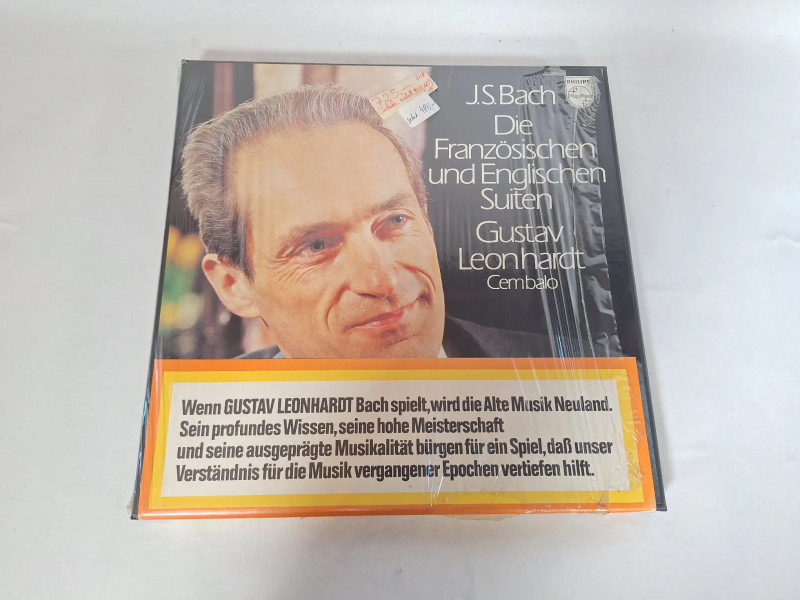 J.S.Bach
Die
Französischen
und Englischen
Suiten
Gustav
Leonhardt
Cembalo
PHILIPS
Wenn GUSTAV LEONHARDT Bach spielt, wird die Alte Musik Neuland.
Sein profundes Wissen, seine hohe Meisterschaft
und seine ausgeprägte Musikalität bürgen für ein Spiel, daß unser
Verständnis für die Musik vergangener Epochen vertiefen hilft.